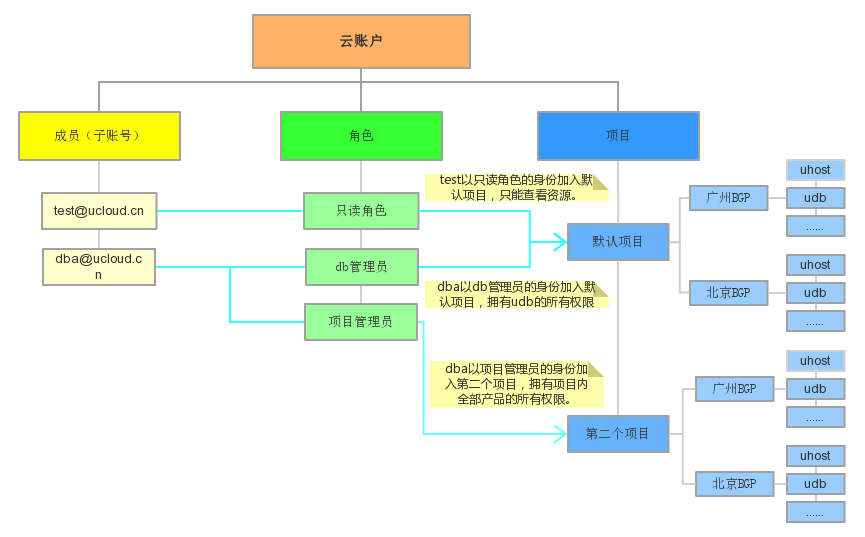 云账户
成员（子账号）
角色
项目
test@ucloud.cn
只读角色
test以只读角色的身份加入默
认项目，只能查看资源。
dba@ucloud.c
n
db管理员
dba以db管理员的身份加入默
认项目，拥有udb的所有权限
项目管理员
dba以项目管理员的身份加
入第二个项目，拥有项目内
全部产品的所有权限。
默认项目
广州BGP
uhost
udb
......
北京BGP
uhost
udb
......
第二个项目
广州BGP
uhost
udb
......
北京BGP
uhost
udb
......